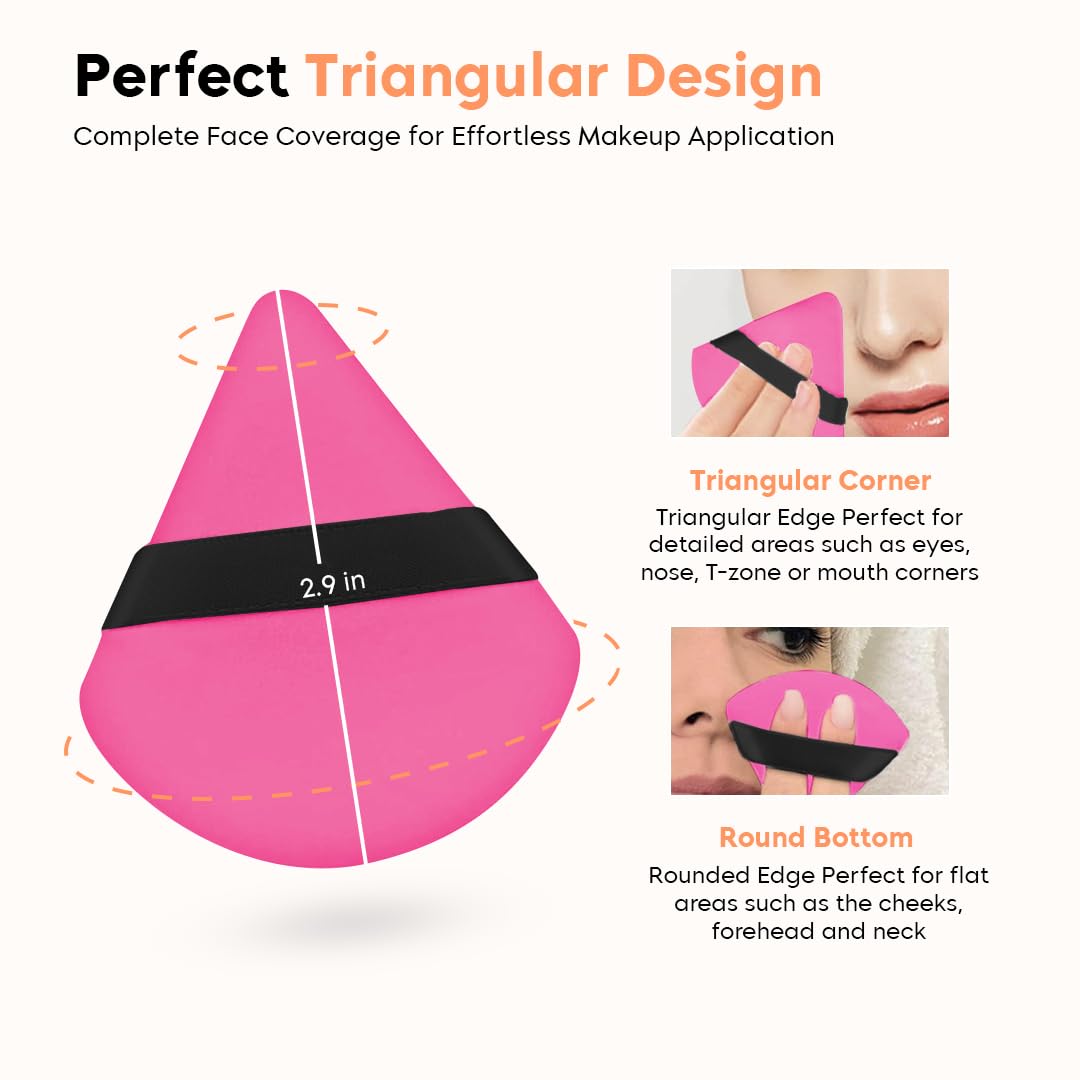 Perfect Triangular Design
Complete Face Coverage for Effortless Makeup Application
2.9 in
Triangular Corner
Triangular Edge Perfect for
detailed areas such as eyes,
nose, T-zone or mouth corners
Round Bottom
Rounded Edge Perfect for flat
areas such as the cheeks,
forehead and neck